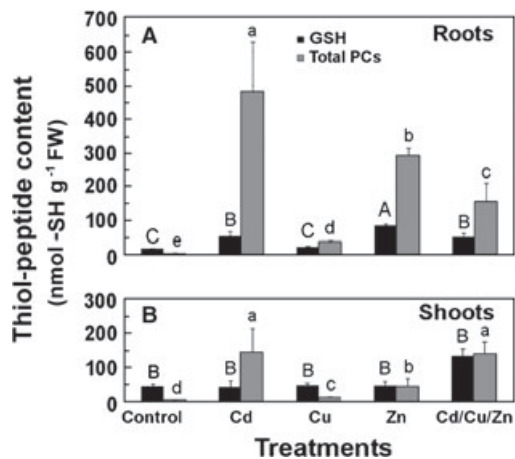 Thiol-peptide content
(nmol -SH g⁻¹ FW)
700
600
500
400
300
200
100
0
A
GSH
Total PCs
Roots
C e
B a
C d
A b
B c
300
200
100
0
B
Shoots
B d
B a
B c
B b
B a
Control Cd Cu Zn Cd/Cu/Zn
Treatments